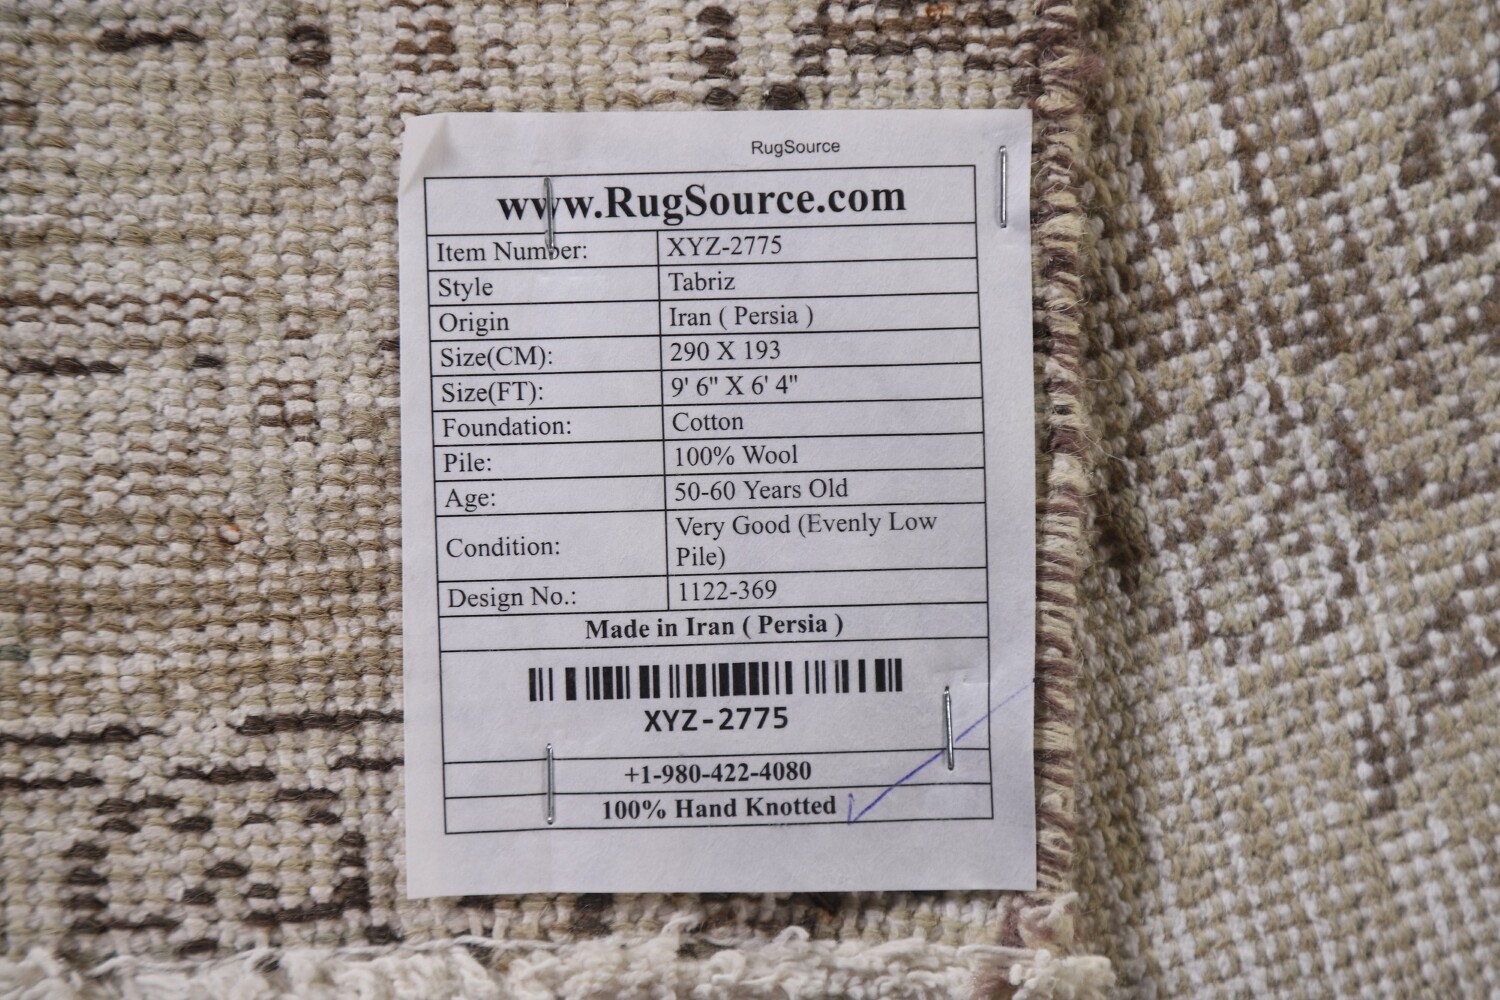 RugSource
www.RugSource.com
Item Number: XYZ-2775
Style Tabriz
Origin Iran ( Persia )
Size(CM): 290 X 193
Size(FT): 9' 6" X 6' 4"
Foundation: Cotton
Pile: 100% Wool
Age: 50-60 Years Old
Condition: Very Good (Evenly Low
Pile)
Design No.: 1122-369
Made in Iran ( Persia )
XYZ-2775
+1-980-422-4080
100% Hand Knotted